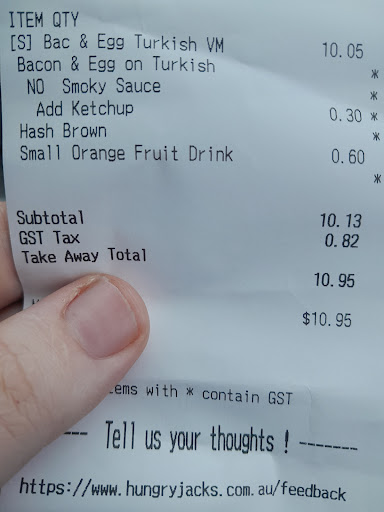 ITEM QTY
[S] Bac & Egg Turkish VM 10.05
Bacon & Egg on Turkish *
NO Smoky Sauce *
Add Ketchup 0.30 *
Hash Brown *
Small Orange Fruit Drink 0.60
*
Subtotal 10.13
GST Tax 0.82
Take Away Total
10.95
$10.95
with * contain GST
--- Tell us your thoughts ! -------
https://www.hungryjacks.com.au/feedback